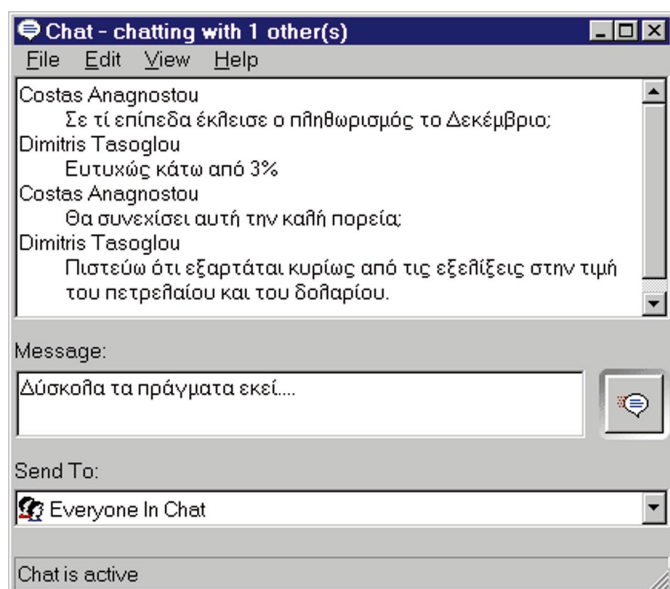 Chat - chatting with 1 other(s)
File Edit View Help
Costas Anagnostou
Σε τί επίπεδα έκλεισε ο πληθωρισμός το Δεκέμβριο;
Dimitris Tasoglou
Ευτυχώς κάτω από 3%
Costas Anagnostou
Θα συνεχίσει αυτή την καλή πορεία;
Dimitris Tasoglou
Πιστεύω ότι εξαρτάται κυρίως από τις εξελίξεις στην τιμή
του πετρελαίου και του δολαρίου.
Message:
Δύσκολα τα πράγματα εκεί....
Send To:
Everyone In Chat
Chat is active